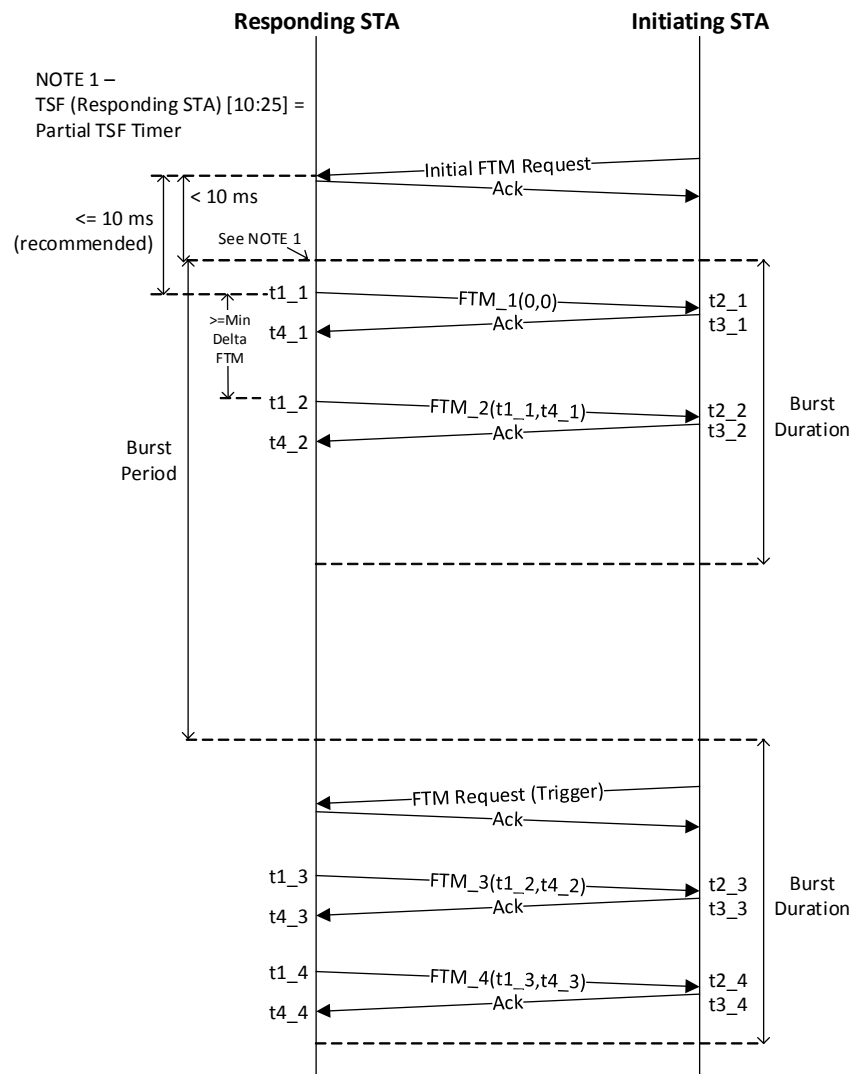 Responding STA
Initiating STA
NOTE 1 –
TSF (Responding STA) [10:25] =
Partial TSF Timer
Initial FTM Request
Ack
< 10 ms
<= 10 ms
(recommended)
See NOTE 1
t1_1
FTM_1(0,0)
t2_1
t3_1
Ack
t4_1
>=Min
Delta
FTM
t1_2
FTM_2(t1_1,t4_1)
t2_2
t3_2
Ack
t4_2
Burst
Duration
Burst
Period
FTM Request (Trigger)
Ack
t1_3
FTM_3(t1_2,t4_2)
t2_3
t3_3
Ack
t4_3
Burst
Duration
t1_4
FTM_4(t1_3,t4_3)
t2_4
t3_4
Ack
t4_4